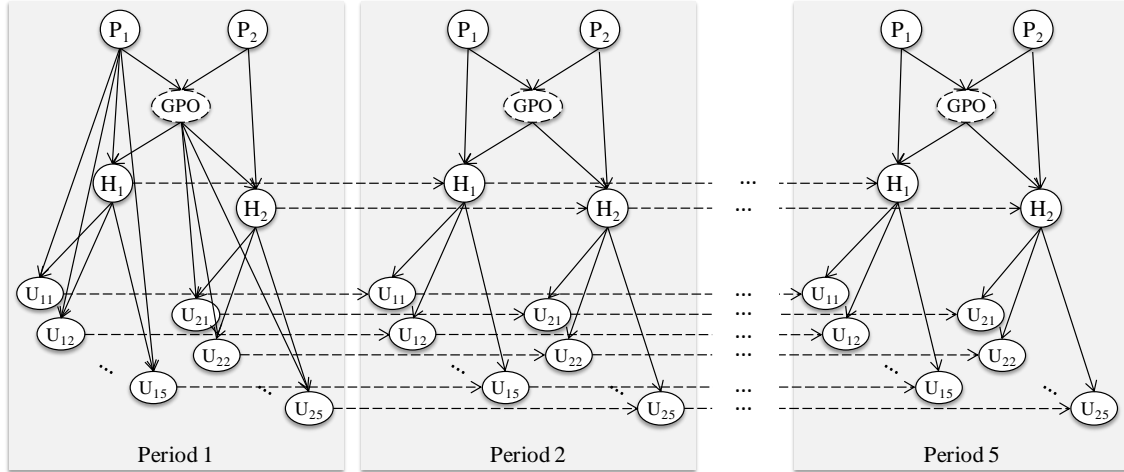 P1 P2 P1 P2 P1 P2
GPO GPO GPO
H1 H1 ... H1
H2 H2 ... H2
U11 U11 ... U11
U21 U21 ... U21
U12 U12 ... U12
U22 U22 ... U22
... U15 ... ... U15 ... ... ... U15 ...
U25 U25 ... U25
Period 1 Period 2 Period 5